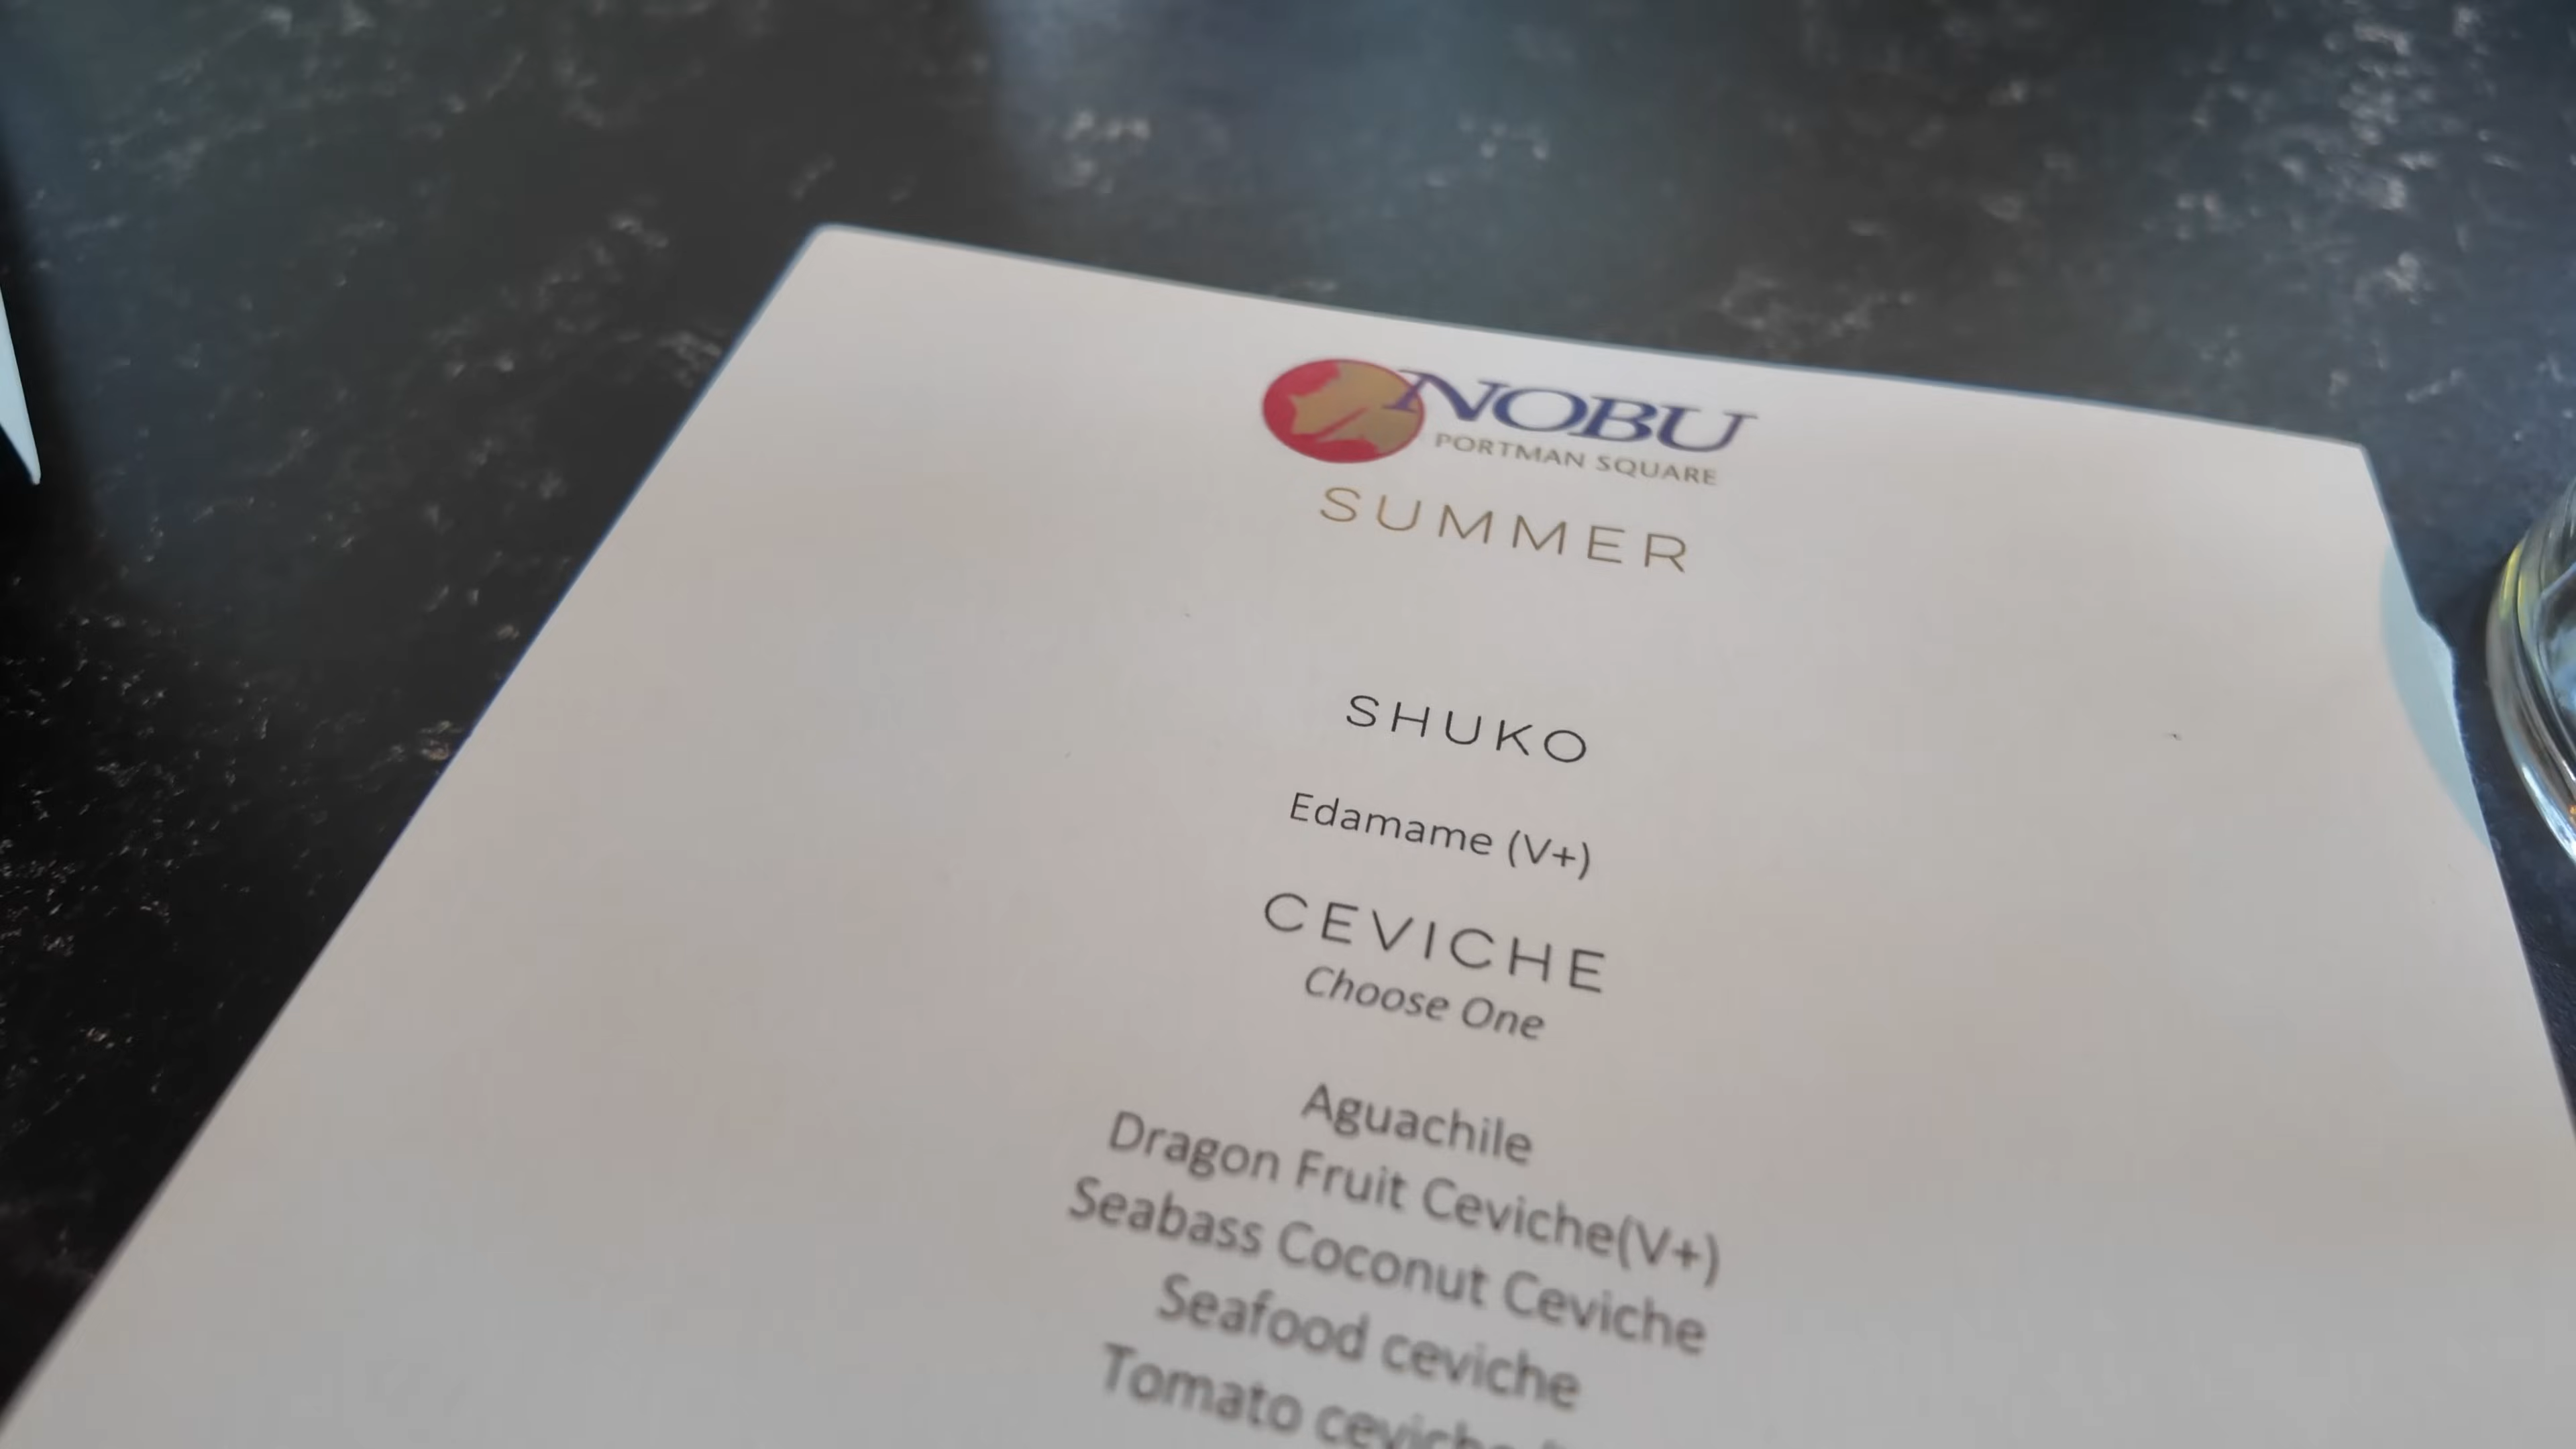 NOBU
PORTMAN SQUARE
SUMMER
SHUKO
Edamame (V+)
CEVICHE
Choose One
Aguachile
Dragon Fruit Ceviche(V+)
Seabass Coconut Ceviche
Seafood ceviche
Tomato ceviche